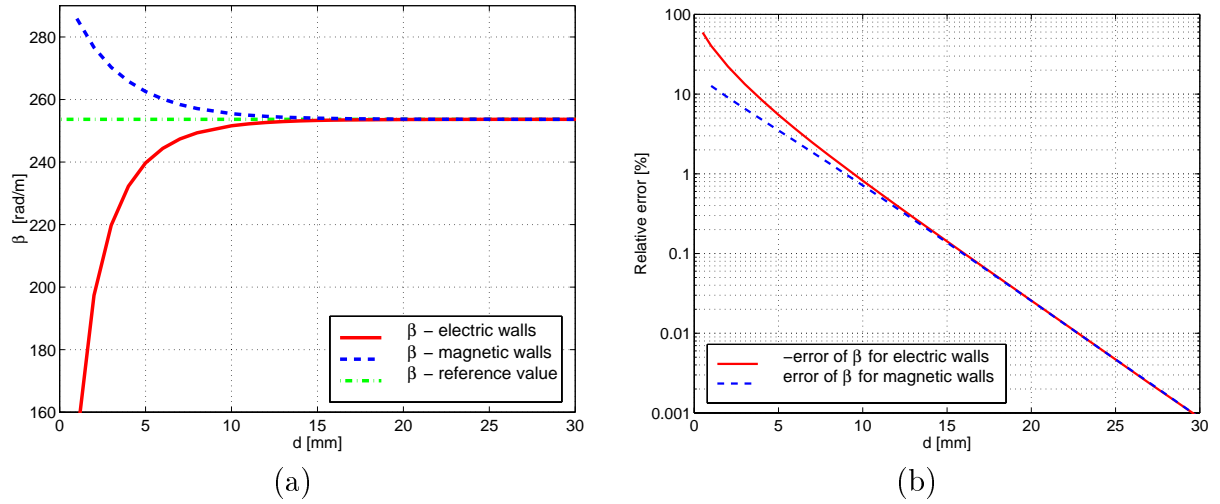 280
260
240
220
200
180
160
β [rad/m]
0
5
10
15
20
25
30
d [mm]
β – electric walls
β – magnetic walls
β – reference value
(a)
100
10
1
0.1
0.01
0.001
Relative error [%]
0
5
10
15
20
25
30
d [mm]
–error of β for electric walls
error of β for magnetic walls
(b)